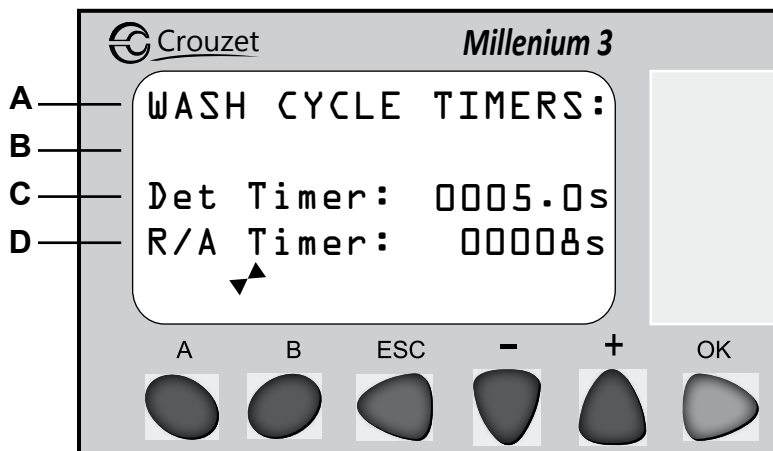 Crouzet Millenium 3
A WASH CYCLE TIMERS:
B
C Det Timer: 0005.0s
D R/A Timer: 00008s
A B ESC - + OK